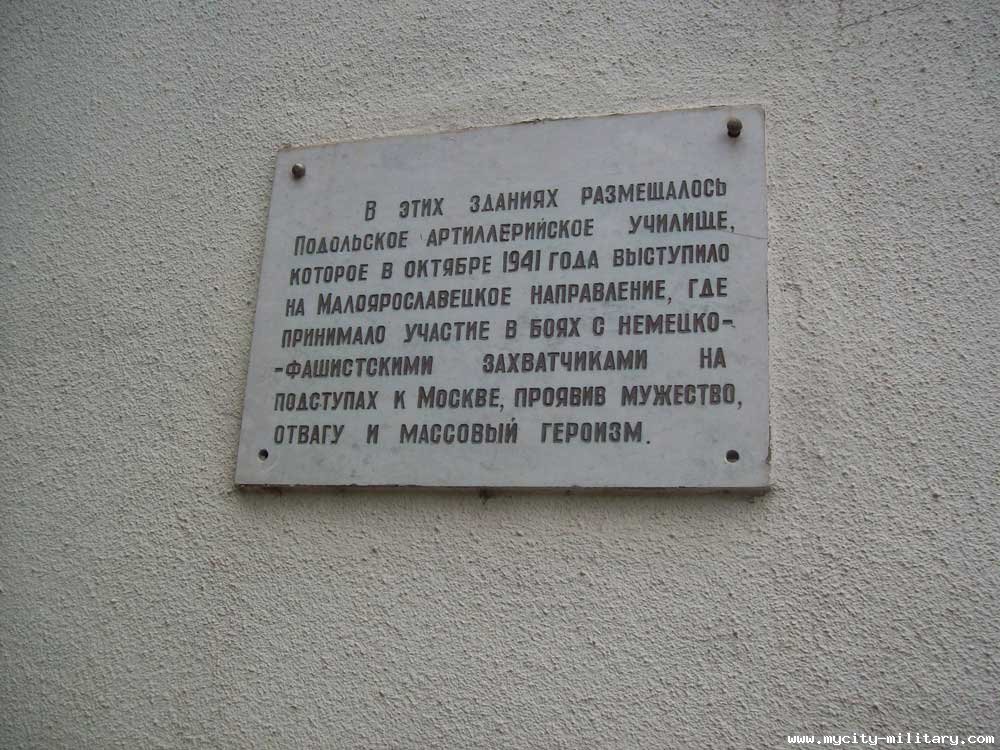 В этих зданиях размещалось
Подольское артиллерийское училище,
которое в октябре 1941 года выступило
на Малоярославецкое направление, где
принимало участие в боях с немецко-
-фашистскими захватчиками на
подступах к Москве, проявив мужество,
отвагу и массовый героизм.
www.mycity-military.com